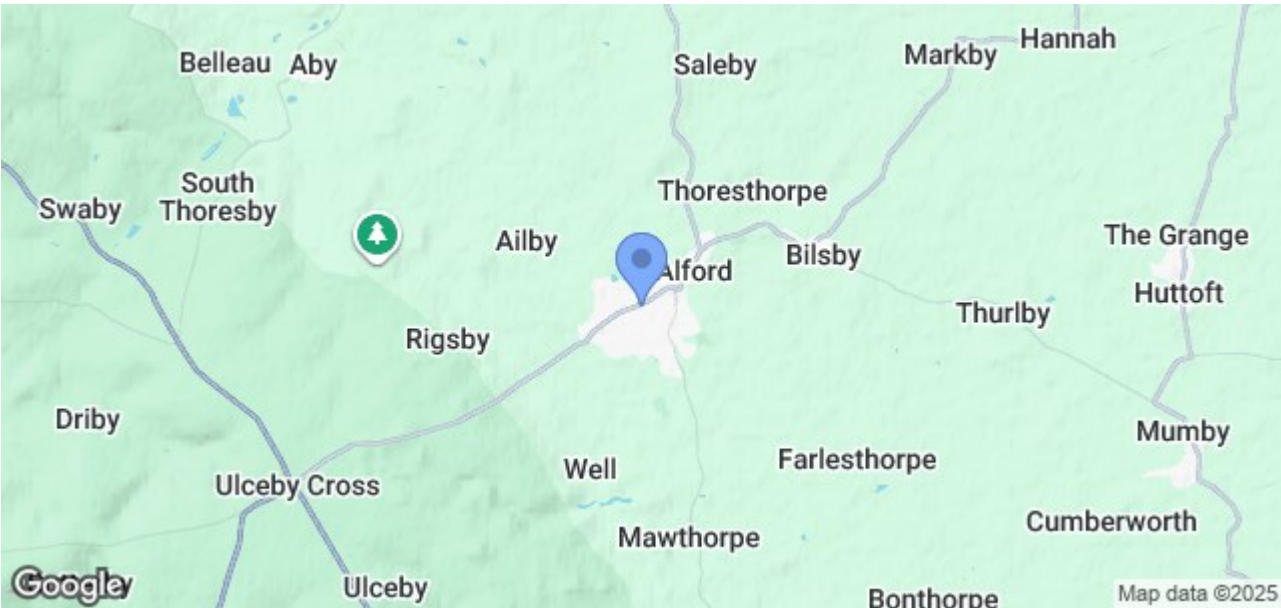 Hannah
Markby
Belleau
Aby
Saleby
South
Thoresby
Thoresthorpe
Swaby
The Grange
Ailby
Bilsby
Alford
Huttoft
Thurlby
Rigsby
Driby
Mumby
Well
Farlesthorpe
Ulceby Cross
Cumberworth
Mawthorpe
Ulceby
Google
Bonthorpe
Map data ©2025